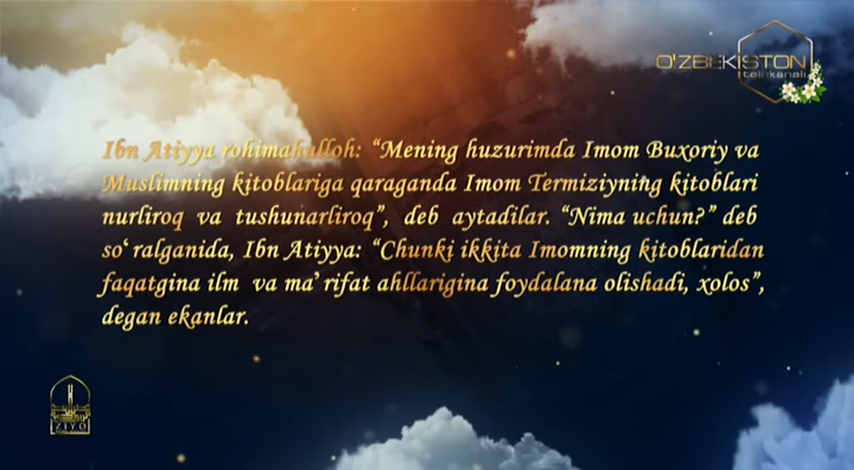 O'ZBEKISTON
telekanali
Ibn Atiyya rohimahulloh: “Mening huzurimda Imom Buxoriy va
Muslimning kitoblariga qaraganda Imom Termiziyning kitoblari
nurliroq va tushunarliroq”, deb aytadilar. “Nima uchun?” deb
so‘ralganida, Ibn Atiyya: “Chunki ikkita Imomning kitoblaridan
faqatgina ilm va ma’rifat ahllarigina foydalana olishadi, xolos”,
degan ekanlar.
ZIYO